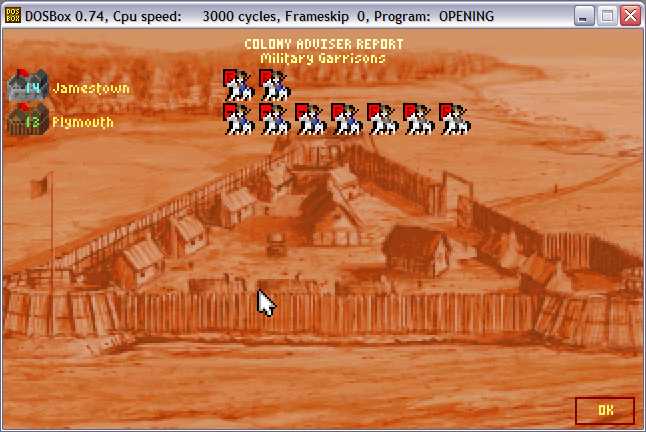 DOSBox 0.74, Cpu speed: 3000 cycles, Frameskip 0, Program: OPENING
COLONY ADVISER REPORT
Military Garrisons
14 Jamestown
13 Plymouth
OK